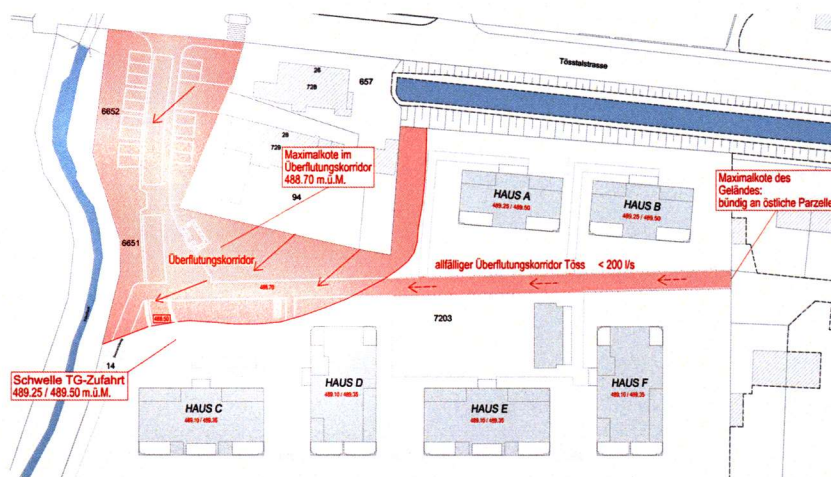 Tösstalstrasse
26
657
728
6652
28
729
Maximalkote im
Überflutungskorridor
488.70 m.ü.M.
94
HAUS A
489.25 / 489.50
HAUS B
489.25 / 489.50
Maximalkote des
Geländes:
bündig an östliche Parzelle
6651
Überflutungskorridor
allfälliger Überflutungskorridor Töss < 200 l/s
488.70
489.50
7203
14
Schwelle TG-Zufahrt
489.25 / 489.50 m.ü.M.
HAUS C
489.10 / 489.35
HAUS D
489.10 / 489.35
HAUS E
489.10 / 489.35
HAUS F
489.10 / 489.35